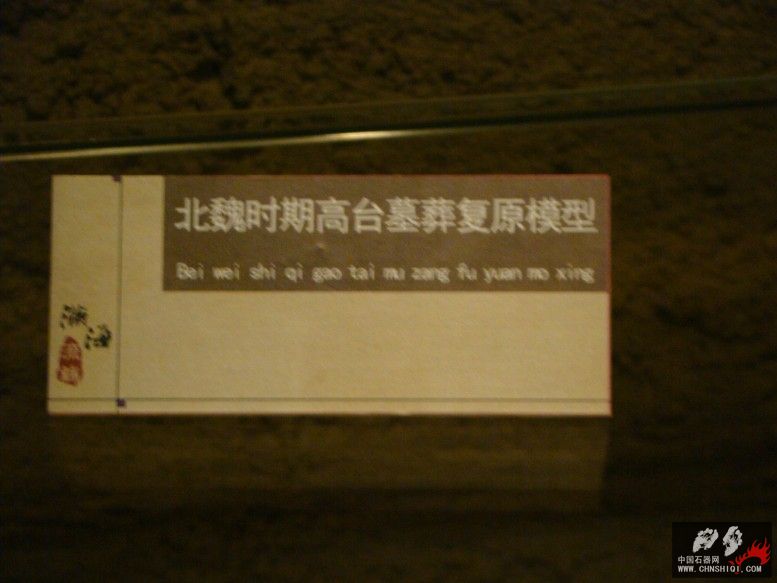 北魏时期高台墓葬复原模型
Bei wei shi qi gao tai mu zang fu yuan mo xing
中国石器网
WWW.CHNSHIQI.COM